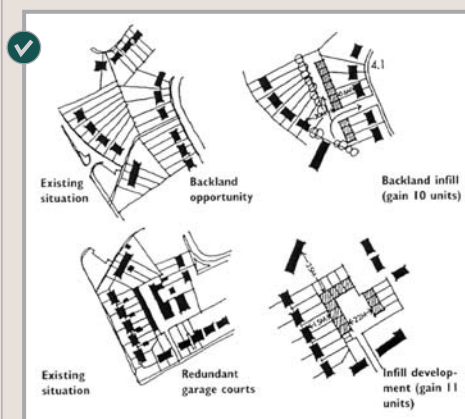 4.1
Existing
situation
Backland
opportunity
Backland infill
(gain 10 units)
Existing
situation
Redundant
garage courts
Infill develop-
ment (gain 11
units)